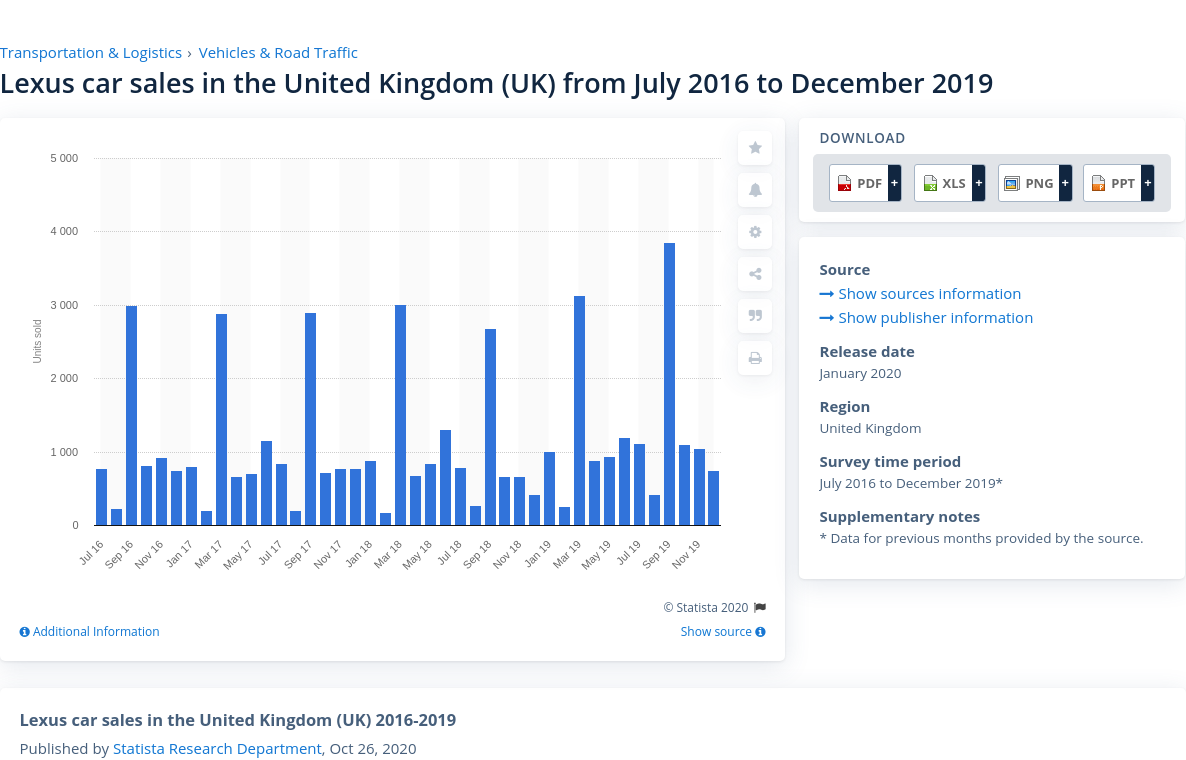 Transportation & Logistics › Vehicles & Road Traffic
Lexus car sales in the United Kingdom (UK) from July 2016 to December 2019
5 000
4 000
3 000
2 000
1 000
0
Units sold
Jul 16
Sep 16
Nov 16
Jan 17
Mar 17
May 17
Jul 17
Sep 17
Nov 17
Jan 18
Mar 18
May 18
Jul 18
Sep 18
Nov 18
Jan 19
Mar 19
May 19
Jul 19
Sep 19
Nov 19
© Statista 2020
Additional Information
Show source
DOWNLOAD
PDF +
XLS +
PNG +
PPT +
Source
Show sources information
Show publisher information
Release date
January 2020
Region
United Kingdom
Survey time period
July 2016 to December 2019*
Supplementary notes
* Data for previous months provided by the source.
Lexus car sales in the United Kingdom (UK) 2016-2019
Published by Statista Research Department, Oct 26, 2020